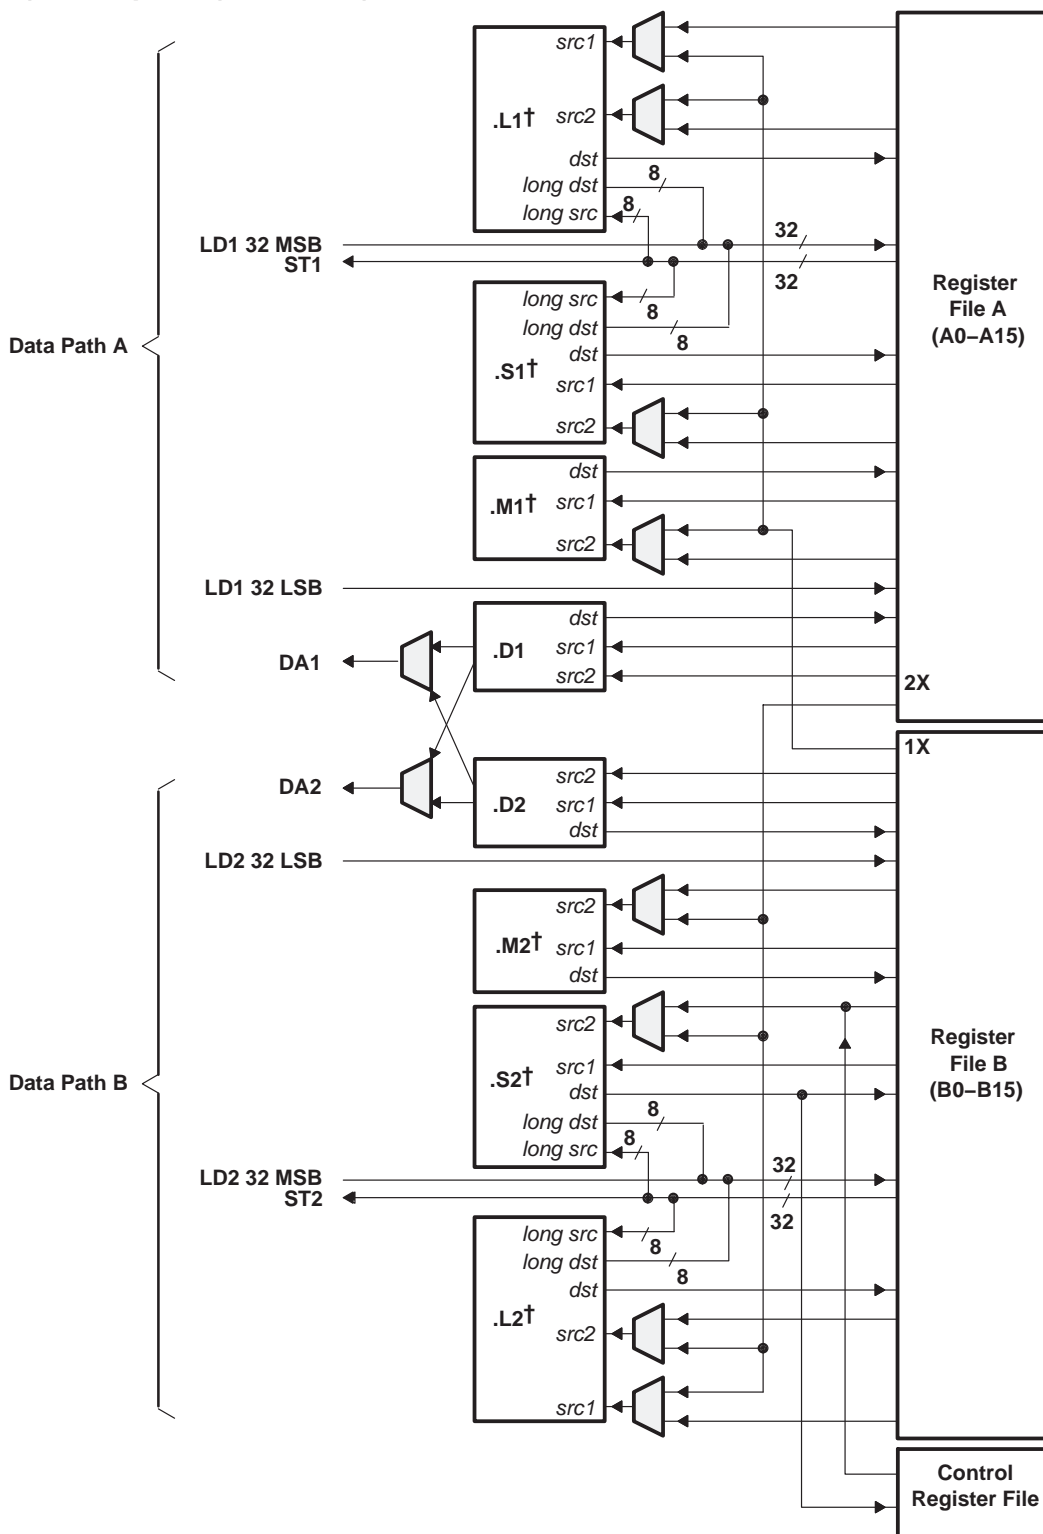 src1
.L1† src2
dst
8
long dst
8
long src
LD1 32 MSB
32
ST1
32
long src
8
long dst
8
dst
.S1†
src1
src2
Register
File A
(A0–A15)
Data Path A
dst
.M1† src1
src2
LD1 32 LSB
dst
.D1 src1
src2
DA1
2X
1X
DA2
src2
.D2 src1
dst
LD2 32 LSB
src2
.M2† src1
dst
src2
src1
.S2†
dst
8
long dst
8
long src
Register
File B
(B0–B15)
Data Path B
LD2 32 MSB
32
ST2
32
long src
8
long dst
8
dst
.L2†
src2
src1
Control
Register File